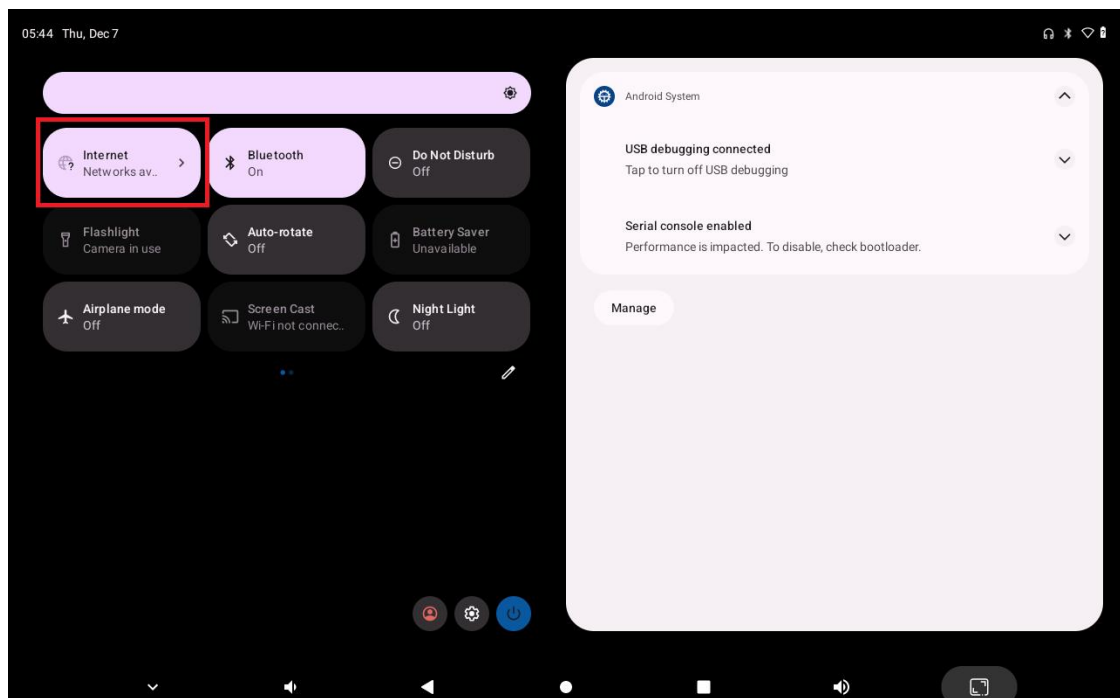 05:44 Thu, Dec 7
Internet
Networks av..
Bluetooth
On
Do Not Disturb
Off
Flashlight
Camera in use
Auto-rotate
Off
Battery Saver
Unavailable
Airplane mode
Off
Screen Cast
Wi-Fi not connec..
Night Light
Off
Android System
USB debugging connected
Tap to turn off USB debugging
Serial console enabled
Performance is impacted. To disable, check bootloader.
Manage